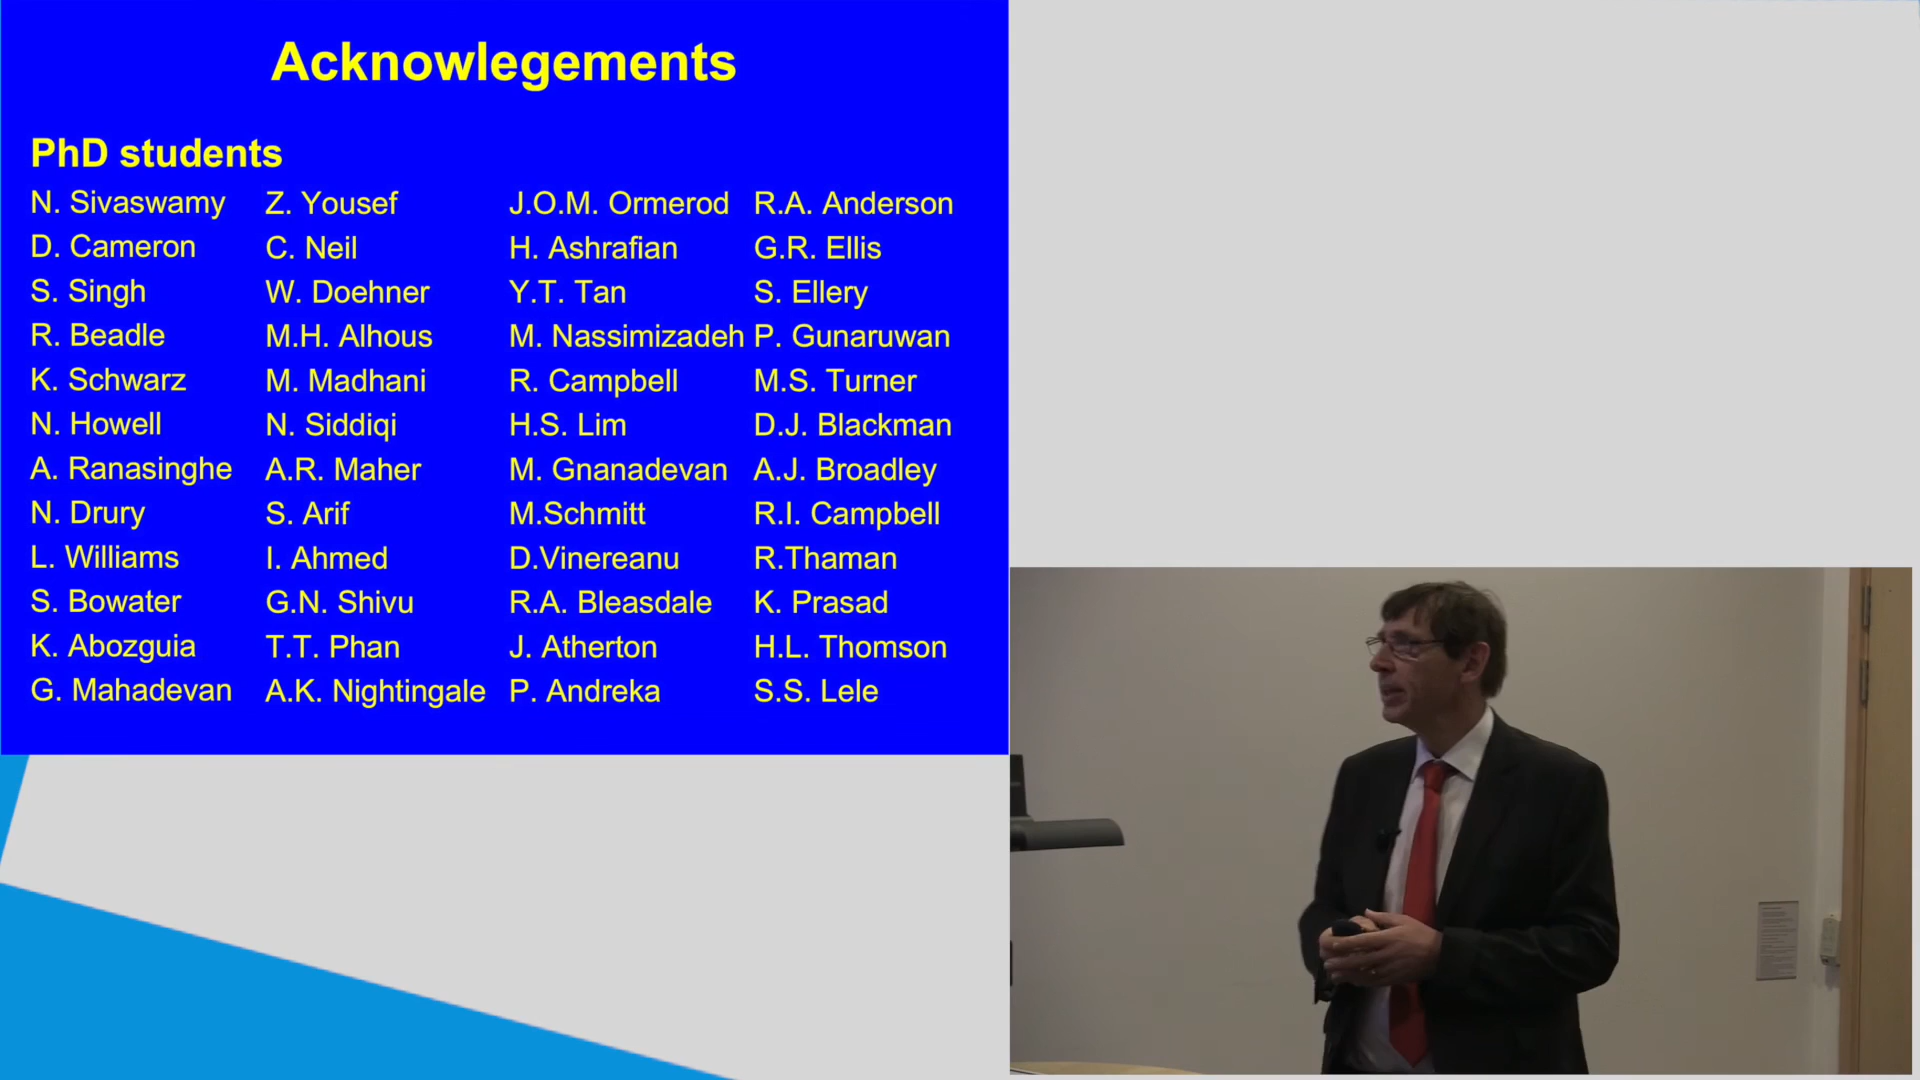 Acknowlegements
PhD students
N. Sivaswamy Z. Yousef J.O.M. Ormerod R.A. Anderson
D. Cameron C. Neil H. Ashrafian G.R. Ellis
S. Singh W. Doehner Y.T. Tan S. Ellery
R. Beadle M.H. Alhous M. Nassimizadeh P. Gunaruwan
K. Schwarz M. Madhani R. Campbell M.S. Turner
N. Howell N. Siddiqi H.S. Lim D.J. Blackman
A. Ranasinghe A.R. Maher M. Gnanadevan A.J. Broadley
N. Drury S. Arif M.Schmitt R.I. Campbell
L. Williams I. Ahmed D.Vinereanu R.Thaman
S. Bowater G.N. Shivu R.A. Bleasdale K. Prasad
K. Abozguia T.T. Phan J. Atherton H.L. Thomson
G. Mahadevan A.K. Nightingale P. Andreka S.S. Lele